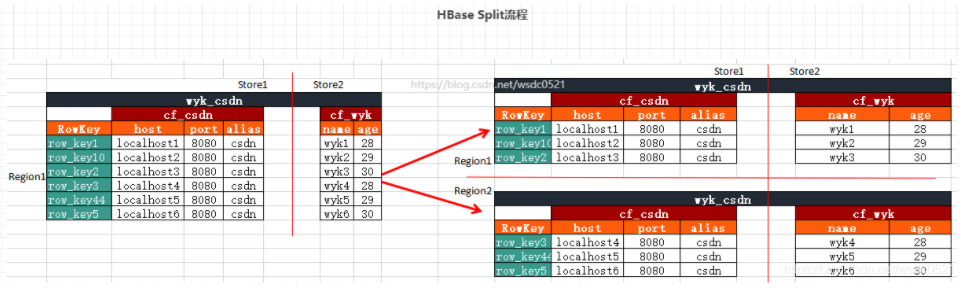 HBase Split流程
Store1 Store2
wyk_csdn
cf_csdn cf_wyk
RowKey host port alias name age
row_key1 localhost1 8080 csdn wyk1 28
row_key10 localhost2 8080 csdn wyk2 29
row_key2 localhost3 8080 csdn wyk3 30
row_key3 localhost4 8080 csdn wyk4 28
row_key44 localhost5 8080 csdn wyk5 29
row_key5 localhost6 8080 csdn wyk6 30
Region1
https://blog.csdn.net/wsdc0521
Store1 Store2
wyk_csdn
cf_csdn cf_wyk
RowKey host port alias name age
row_key1 localhost1 8080 csdn wyk1 28
row_key10 localhost2 8080 csdn wyk2 29
row_key2 localhost3 8080 csdn wyk3 30
Region1
Region2
wyk_csdn
cf_csdn cf_wyk
RowKey host port alias name age
row_key3 localhost4 8080 csdn wyk4 28
row_key44 localhost5 8080 csdn wyk5 29
row_key5 localhost6 8080 csdn wyk6 30
https://blog.csdn.net/wsdc0521